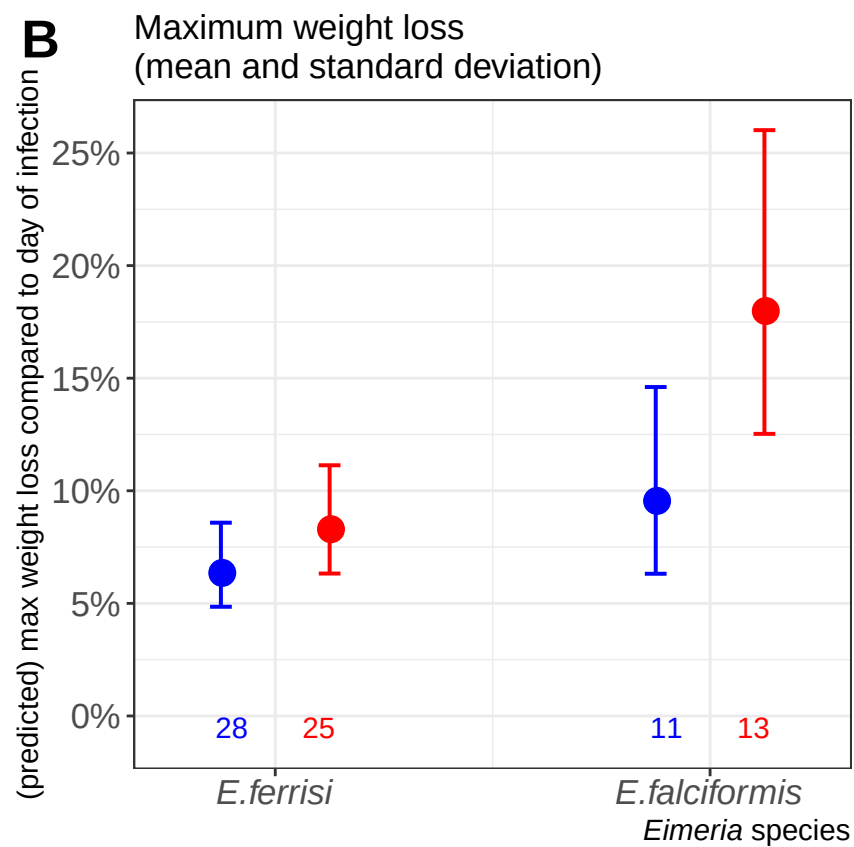 B
Maximum weight loss
(mean and standard deviation)
(predicted) max weight loss compared to day of infection
25%
20%
15%
10%
5%
0%
28 25 11 13
E.ferrisi E.falciformis
Eimeria species